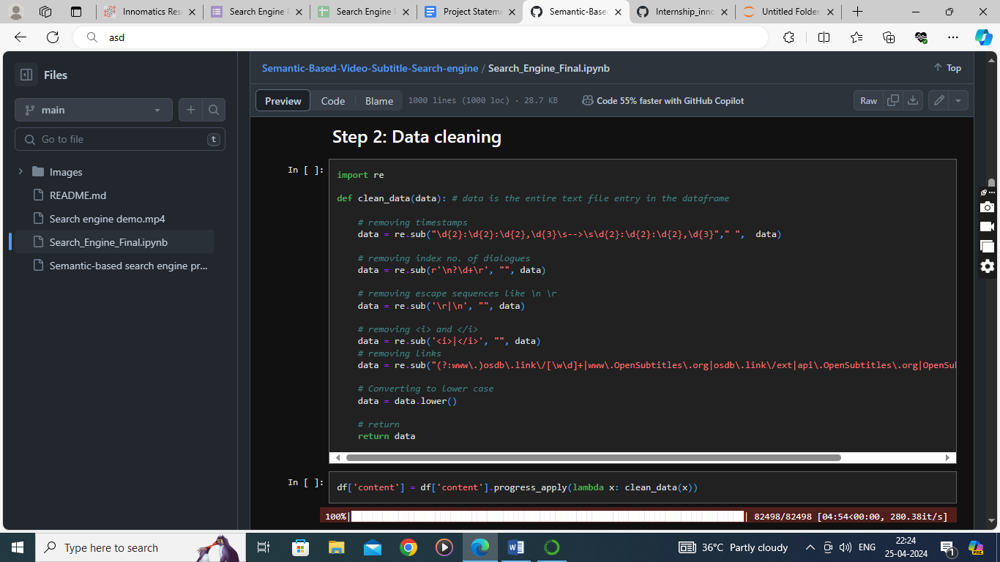 Innomatics Res
Search Engine F
Search Engine F
Project Stateme
Semantic-Based
Internship_inno
Untitled Folder
asd
Files
main
Go to file
t
Images
README.md
Search engine demo.mp4
Search_Engine_Final.ipynb
Semantic-based search engine pr...
Semantic-Based-Video-Subtitle-Search-engine / Search_Engine_Final.ipynb
Top
Preview
Code
Blame
1000 lines (1000 loc) · 28.7 KB
Code 55% faster with GitHub Copilot
Raw
Step 2: Data cleaning
In [ ]:
import re
def clean_data(data): # data is the entire text file entry in the dataframe
# removing timestamps
data = re.sub("\d{2}:\d{2}:\d{2},\d{3}\s-->\s\d{2}:\d{2}:\d{2},\d{3}"," ",  data)
# removing index no. of dialogues
data = re.sub(r'\n?\d+\r', "", data)
# removing escape sequences like \n \r
data = re.sub('\r|\n', "", data)
# removing <i> and </i>
data = re.sub('<i>|</i>', "", data)
# removing links
data = re.sub("(?:www\.)osdb\.link\/[\w\d]+|www\.OpenSubtitles\.org|osdb\.link\/ext|api\.OpenSubtitles\.org|OpenSu
# Converting to lower case
data = data.lower()
# return
return data
In [ ]:
df['content'] = df['content'].progress_apply(lambda x: clean_data(x))
100%| | 82498/82498 [04:54<00:00, 280.38it/s]
Type here to search
36°C Partly cloudy
ENG
22:24
25-04-2024
1
PRE